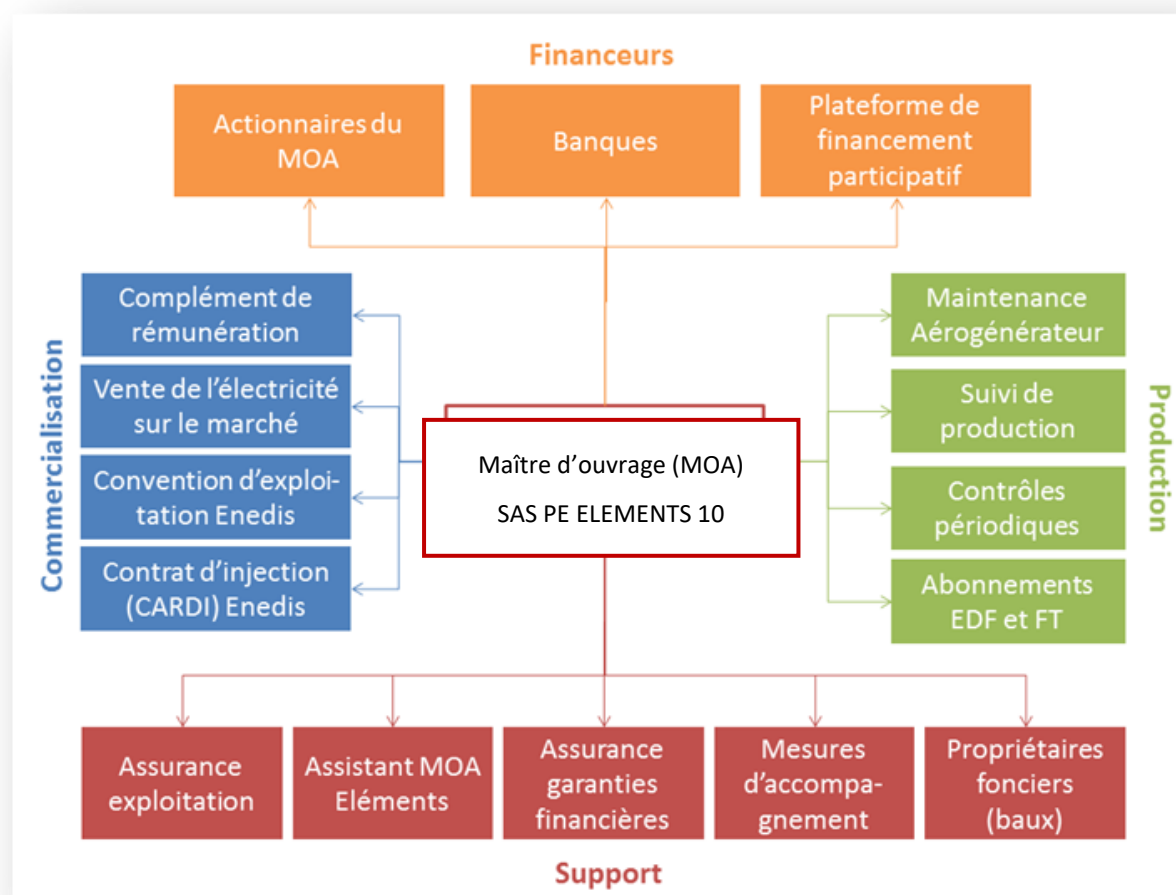 Financeurs
Actionnaires du
MOA
Banques
Plateforme de
financement
participatif
Commercialisation
Complément de
rémunération
Vente de l’électricité
sur le marché
Convention d’exploi-
tation Enedis
Contrat d’injection
(CARDI) Enedis
Maître d’ouvrage (MOA)
SAS PE ELEMENTS 10
Maintenance
Aérogénérateur
Suivi de
production
Contrôles
périodiques
Abonnements
EDF et FT
Production
Assurance
exploitation
Assistant MOA
Eléments
Assurance
garanties
financières
Mesures
d’accompa-
gnement
Propriétaires
fonciers
(baux)
Support